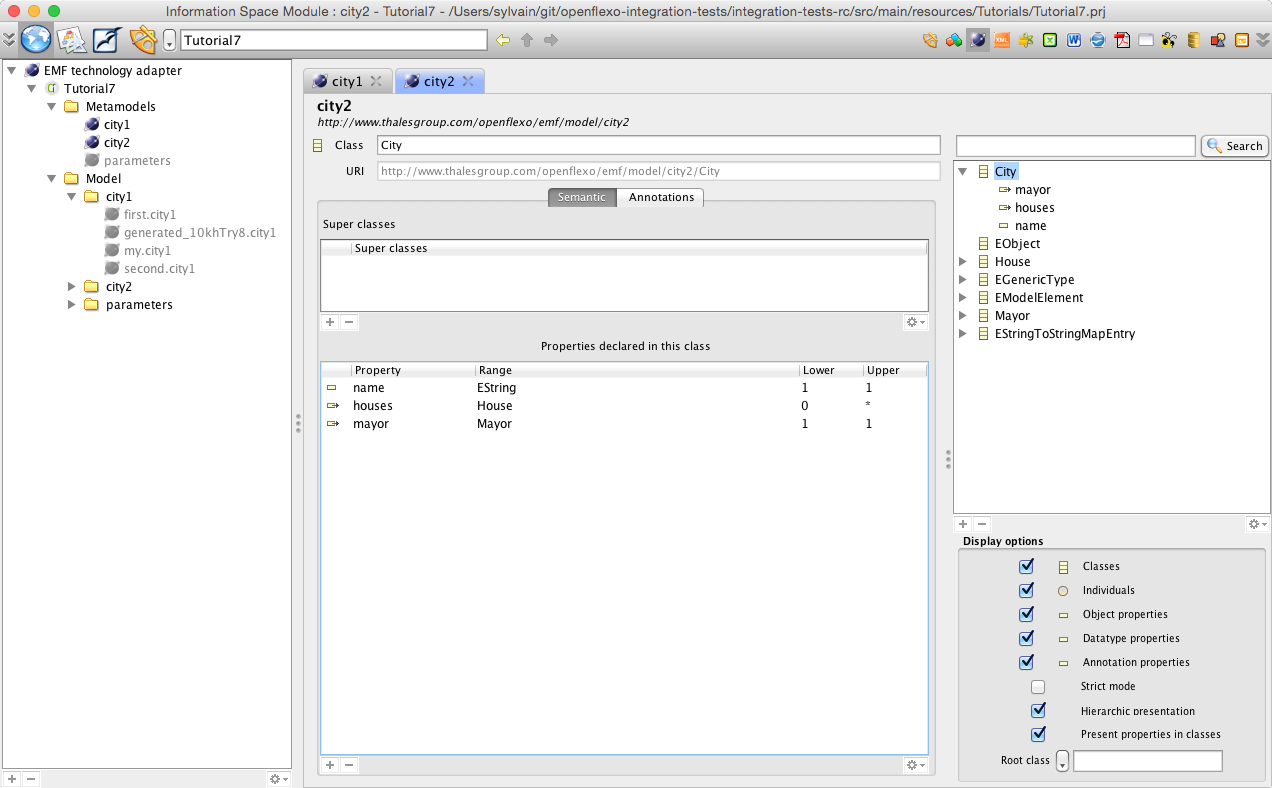 Information Space Module : city2 - Tutorial7 - /Users/sylvain/git/openflexo-integration-tests/integration-tests-rc/src/main/resources/Tutorials/Tutorial7.prj
Tutorial7
EMF technology adapter
Tutorial7
Metamodels
city1
city2
parameters
Model
city1
first.city1
generated_10khTry8.city1
my.city1
second.city1
city2
parameters
city1
city2
city2
http://www.thalesgroup.com/openflexo/emf/model/city2
Class City
URI http://www.thalesgroup.com/openflexo/emf/model/city2/City
Semantic Annotations
Super classes
Super classes
Properties declared in this class
Property Range Lower Upper
name EString 1 1
houses House 0 *
mayor Mayor 1 1
Search
City
mayor
houses
name
EObject
House
EGenericType
EModelElement
Mayor
EStringToStringMapEntry
Display options
Classes
Individuals
Object properties
Datatype properties
Annotation properties
Strict mode
Hierarchic presentation
Present properties in classes
Root class